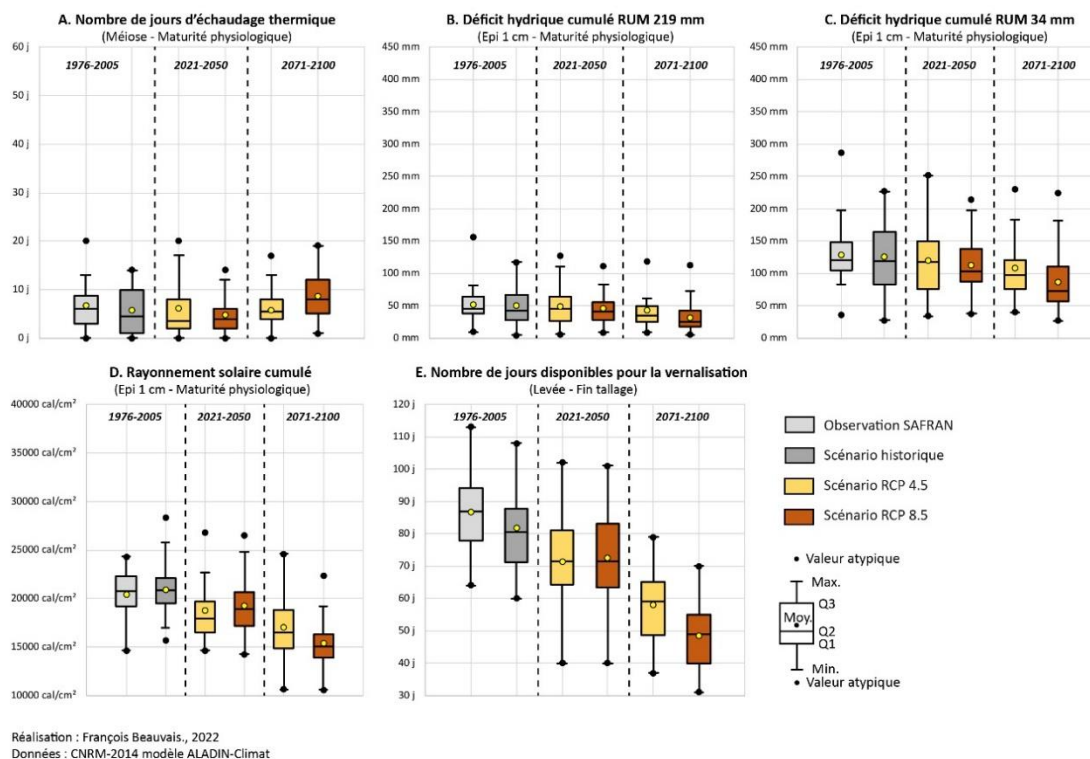 A. Nombre de jours d'échaudage thermique
(Méiose - Maturité physiologique)
60 j
50 j
40 j
30 j
20 j
10 j
0 j
1976-2005
2021-2050
2071-2100
B. Déficit hydrique cumulé RUM 219 mm
(Epi 1 cm - Maturité physiologique)
450 mm
400 mm
350 mm
300 mm
250 mm
200 mm
150 mm
100 mm
50 mm
0 mm
1976-2005
2021-2050
2071-2100
C. Déficit hydrique cumulé RUM 34 mm
(Epi 1 cm - Maturité physiologique)
450 mm
400 mm
350 mm
300 mm
250 mm
200 mm
150 mm
100 mm
50 mm
0 mm
1976-2005
2021-2050
2071-2100
D. Rayonnement solaire cumulé
(Epi 1 cm - Maturité physiologique)
40000 cal/cm²
35000 cal/cm²
30000 cal/cm²
25000 cal/cm²
20000 cal/cm²
15000 cal/cm²
10000 cal/cm²
1976-2005
2021-2050
2071-2100
E. Nombre de jours disponibles pour la vernalisation
(Levée - Fin tallage)
120 j
110 j
100 j
90 j
80 j
70 j
60 j
50 j
40 j
30 j
1976-2005
2021-2050
2071-2100
Observation SAFRAN
Scénario historique
Scénario RCP 4.5
Scénario RCP 8.5
Valeur atypique
Max.
Q3
Moy.
Q2
Q1
Min.
Valeur atypique
Réalisation : François Beauvais., 2022
Données : CNRM-2014 modèle ALADIN-Climat